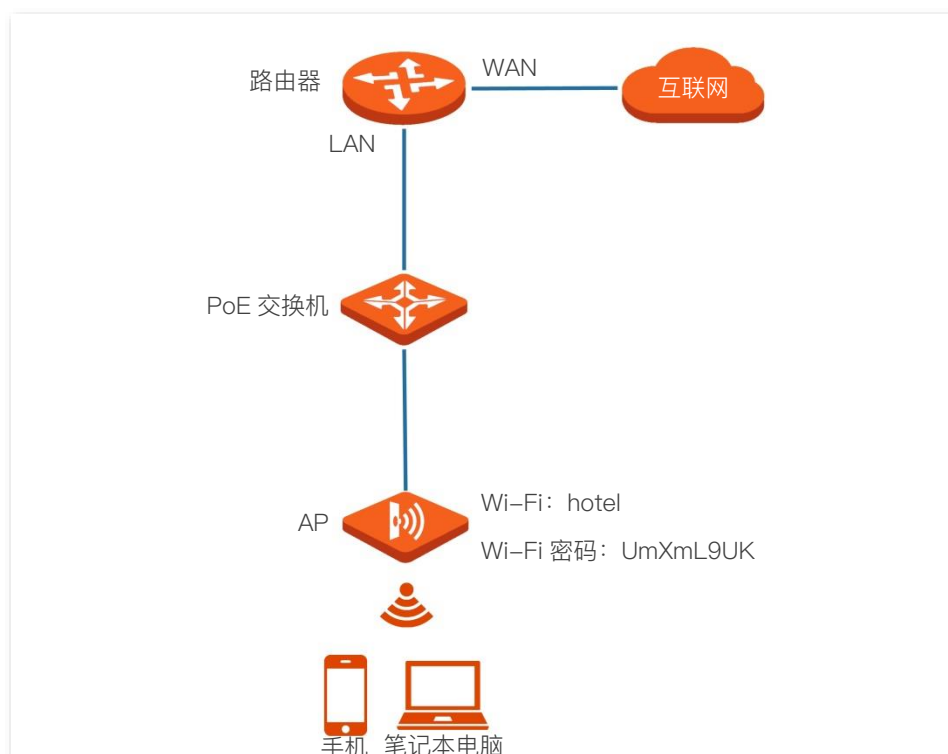 路由器
WAN
互联网
LAN
PoE 交换机
AP
Wi-Fi：hotel
Wi-Fi 密码：UmXmL9UK
手机
笔记本电脑